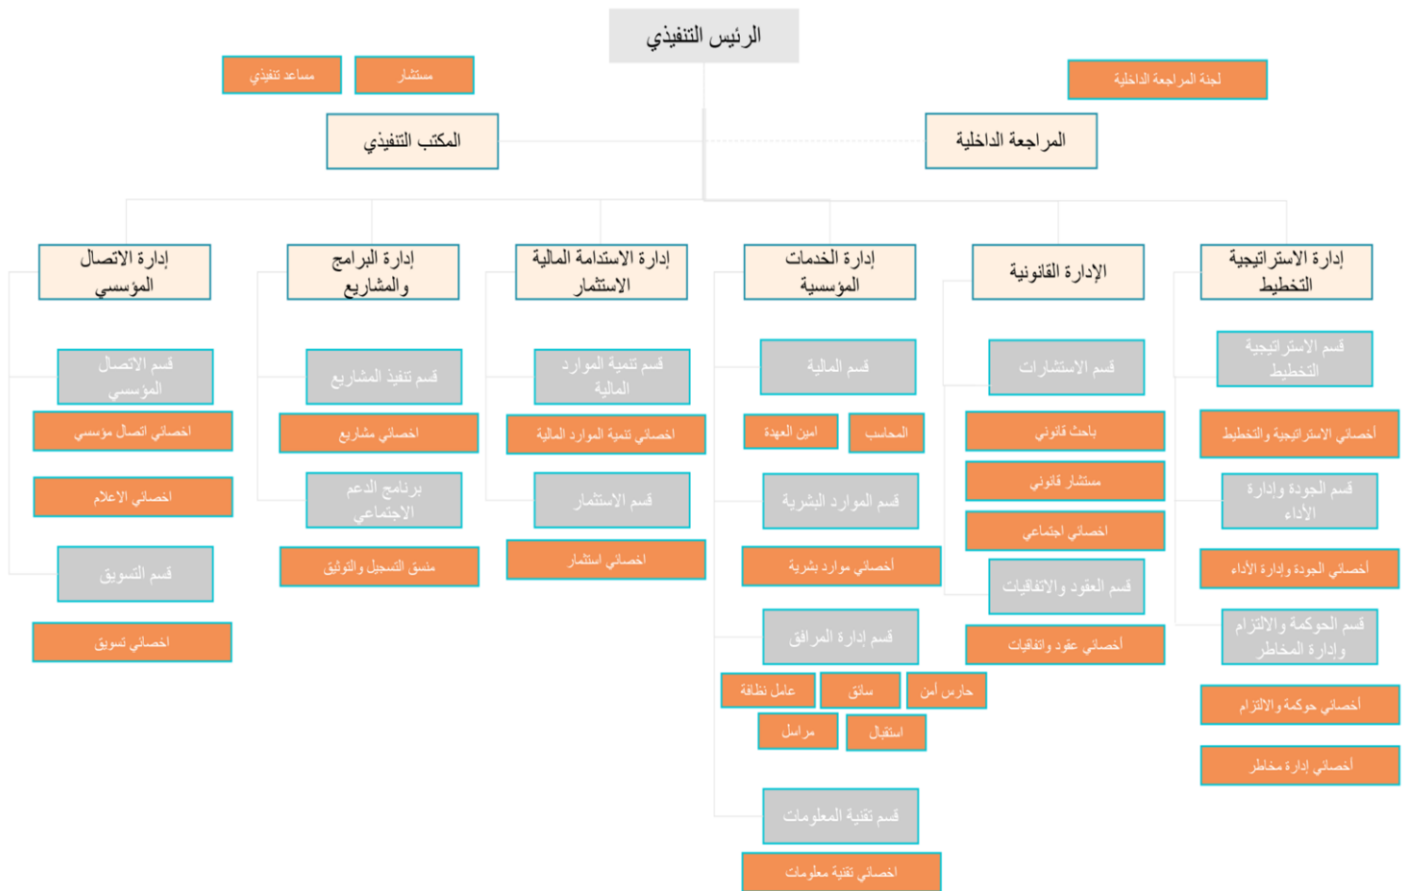 الرئيس التنفيذي
لجنة المراجعة الداخلية
مستشار
مساعد تنفيذي
المراجعة الداخلية
المكتب التنفيذي
إدارة الاستراتيجية
التخطيط
قسم الاستراتيجية
التخطيط
أخصائي الاستراتيجية والتخطيط
قسم الجودة وإدارة
الأداء
أخصائي الجودة وإدارة الأداء
قسم الحوكمة والالتزام
وإدارة المخاطر
أخصائي حوكمة والالتزام
أخصائي إدارة مخاطر
الإدارة القانونية
قسم الاستشارات
باحث قانوني
مستشار قانوني
اخصائي اجتماعي
قسم العقود والاتفاقيات
أخصائي عقود واتفاقيات
إدارة الخدمات
المؤسسية
قسم المالية
المحاسب
امين العهدة
قسم الموارد البشرية
أخصائي موارد بشرية
قسم إدارة المرافق
حارس أمن
سائق
عامل نظافة
استقبال
مراسل
قسم تقنية المعلومات
اخصائي تقنية معلومات
إدارة الاستدامة المالية
الاستثمار
قسم تنمية الموارد
المالية
اخصائي تنمية الموارد المالية
قسم الاستثمار
اخصائي استثمار
إدارة البرامج
والمشاريع
قسم تنفيذ المشاريع
اخصائي مشاريع
برنامج الدعم
الاجتماعي
منسق التسجيل والتوثيق
إدارة الاتصال
المؤسسي
قسم الاتصال
المؤسسي
اخصائي اتصال مؤسسي
اخصائي الاعلام
قسم التسويق
اخصائي تسويق